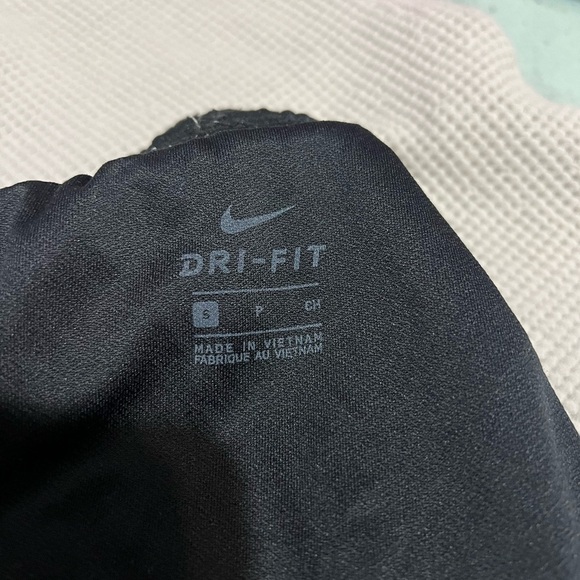 DRI-FIT
S P CH
MADE IN VIETNAM
FABRIQUE AU VIETNAM